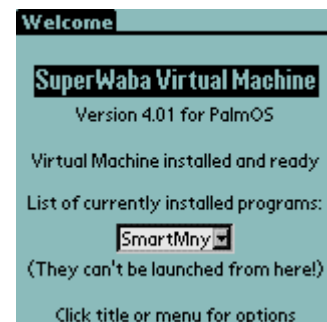 Welcome
SuperWaba Virtual Machine
Version 4.01 for PalmOS
Virtual Machine installed and ready
List of currently installed programs:
SmartMny
(They can't be launched from here!)
Click title or menu for options